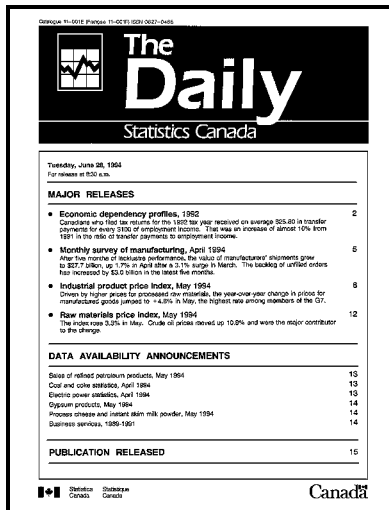 Catalogue 11-001E (Français 11-001F) ISSN 0827-0465
The
Daily
Statistics Canada
Tuesday, June 28, 1994
For release at 8:30 a.m.
MAJOR RELEASES
• Economic dependency profiles, 1992 2
Canadians who filed tax returns for the 1992 tax year received on average $25.80 in transfer
payments for every $100 of employment income. That was an increase of almost 10% from
1991 in the ratio of transfer payments to employment income.
• Monthly survey of manufacturing, April 1994 5
After five months of lacklustre performance, the value of manufacturers' shipments grew
to $27.7 billion, up 1.7% in April after a 3.1% surge in March. The backlog of unfilled orders
has increased by $3.0 billion in the latest five months.
• Industrial product price index, May 1994 8
Driven by higher prices for processed raw materials, the year-over-year change in prices for
manufactured goods jumped to +4.8% in May, the highest rate among members of the G7.
• Raw materials price index, May 1994 12
The index rose 3.3% in May. Crude oil prices moved up 10.8% and were the major contributor
to the change.
DATA AVAILABILITY ANNOUNCEMENTS
Sales of refined petroleum products, May 1994 13
Coal and coke statistics, April 1994 13
Electric power statistics, April 1994 13
Gypsum products, May 1994 14
Process cheese and instant skim milk powder, May 1994 14
Business services, 1989-1991 14
PUBLICATION RELEASED 15
Statistics Statistique
Canada Canada
Canada